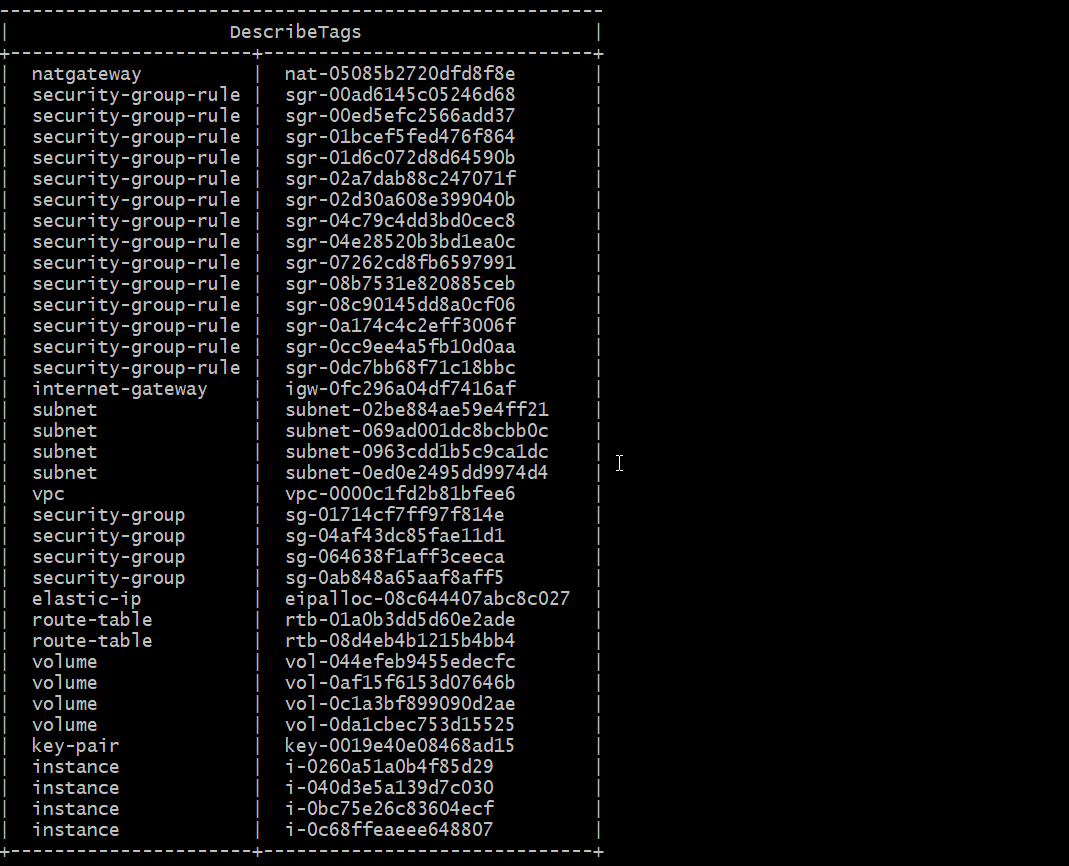 DescribeTags
natgateway | nat-05085b2720dfd8f8e
security-group-rule | sgr-00ad6145c05246d68
security-group-rule | sgr-00ed5efc2566add37
security-group-rule | sgr-01bcef5fed476f864
security-group-rule | sgr-01d6c072d8d64590b
security-group-rule | sgr-02a7dab88c247071f
security-group-rule | sgr-02d30a608e399040b
security-group-rule | sgr-04c79c4dd3bd0cec8
security-group-rule | sgr-04e28520b3bd1ea0c
security-group-rule | sgr-07262cd8fb6597991
security-group-rule | sgr-08b7531e820885ceb
security-group-rule | sgr-08c90145dd8a0cf06
security-group-rule | sgr-0a174c4c2eff3006f
security-group-rule | sgr-0cc9ee4a5fb10d0aa
security-group-rule | sgr-0dc7bb68f71c18bbc
internet-gateway | igw-0fc296a04df7416af
subnet | subnet-02be884ae59e4ff21
subnet | subnet-069ad001dc8bcbb0c
subnet | subnet-0963cdd1b5c9ca1dc
subnet | subnet-0ed0e2495dd9974d4
vpc | vpc-0000c1fd2b81bfee6
security-group | sg-01714cf7ff97f814e
security-group | sg-04af43dc85fae11d1
security-group | sg-064638f1aff3ceeca
security-group | sg-0ab848a65aaf8aff5
elastic-ip | eipalloc-08c644407abc8c027
route-table | rtb-01a0b3dd5d60e2ade
route-table | rtb-08d4eb4b1215b4bb4
volume | vol-044efeb9455edecfc
volume | vol-0af15f6153d07646b
volume | vol-0c1a3bf899090d2ae
volume | vol-0da1cbec753d15525
key-pair | key-0019e40e08468ad15
instance | i-0260a51a0b4f85d29
instance | i-040d3e5a139d7c030
instance | i-0bc75e26c83604ecf
instance | i-0c68ffeaeee648807